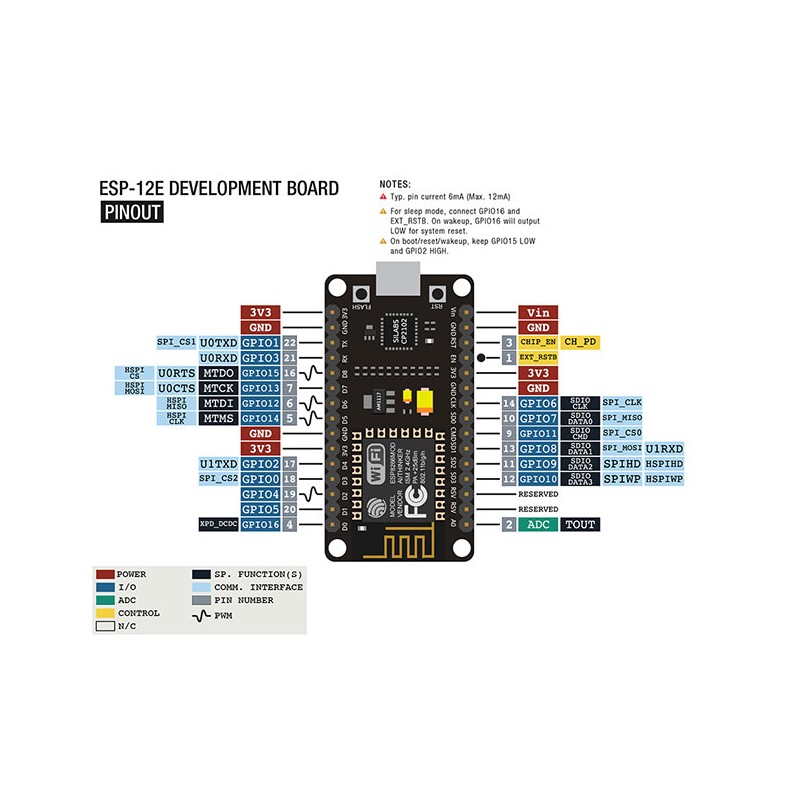 ESP-12E DEVELOPMENT BOARD
PINOUT
NOTES:
Typ. pin current 6mA (Max. 12mA)
For sleep mode, connect GPIO16 and
EXT_RSTB. On wakeup, GPIO16 will output
LOW for system reset.
On boot/reset/wakeup, keep GPIO15 LOW
and GPIO2 HIGH.
FLASH
RST
SiLABS
CP2102
3V3 3V3
GND GND
SPI_CS1 U0TXD GPIO1 22 TX
U0RXD GPIO3 21 RX
HSPI CS U0RTS MTDO GPIO15 16 D8
HSPI MOSI U0CTS MTCK GPIO13 7 D7
HSPI MISO MTDI GPIO12 6 D6
HSPI CLK MTMS GPIO14 5 D5
GND GND
3V3 3V3
U1TXD GPIO2 17 D4
SPI_CS2 GPIO0 18 D3
GPIO4 19 D2
GPIO5 20 D1
XPD_DCDC GPIO16 4 D0
AM1117
WiFi
MODEL ESP8266MOD
VENDOR AITHINKER
ISM 2.4GHz
PA +25dBm
802.11b/g/n
FC
Vin Vin
GND GND
RST 3 CHIP_EN CH_PD
EN 1 EXT_RSTB
3V3 3V3
GND GND
CLK 14 GPIO6 SDIO CLK SPI_CLK
SD0 10 GPIO7 SDIO DATA0 SPI_MISO
CMD 9 GPIO11 SDIO CMD SPI_CS0
SD1 13 GPIO8 SDIO DATA1 SPI_MOSI U1RXD
SD2 11 GPIO9 SDIO DATA2 SPIHD HSPIHD
SD3 12 GPIO10 SDIO DATA3 SPIWP HSPIWP
RSV RESERVED
RSV RESERVED
A0 2 ADC TOUT
POWER
I/O
ADC
CONTROL
N/C
SP. FUNCTION(S)
COMM. INTERFACE
PIN NUMBER
PWM